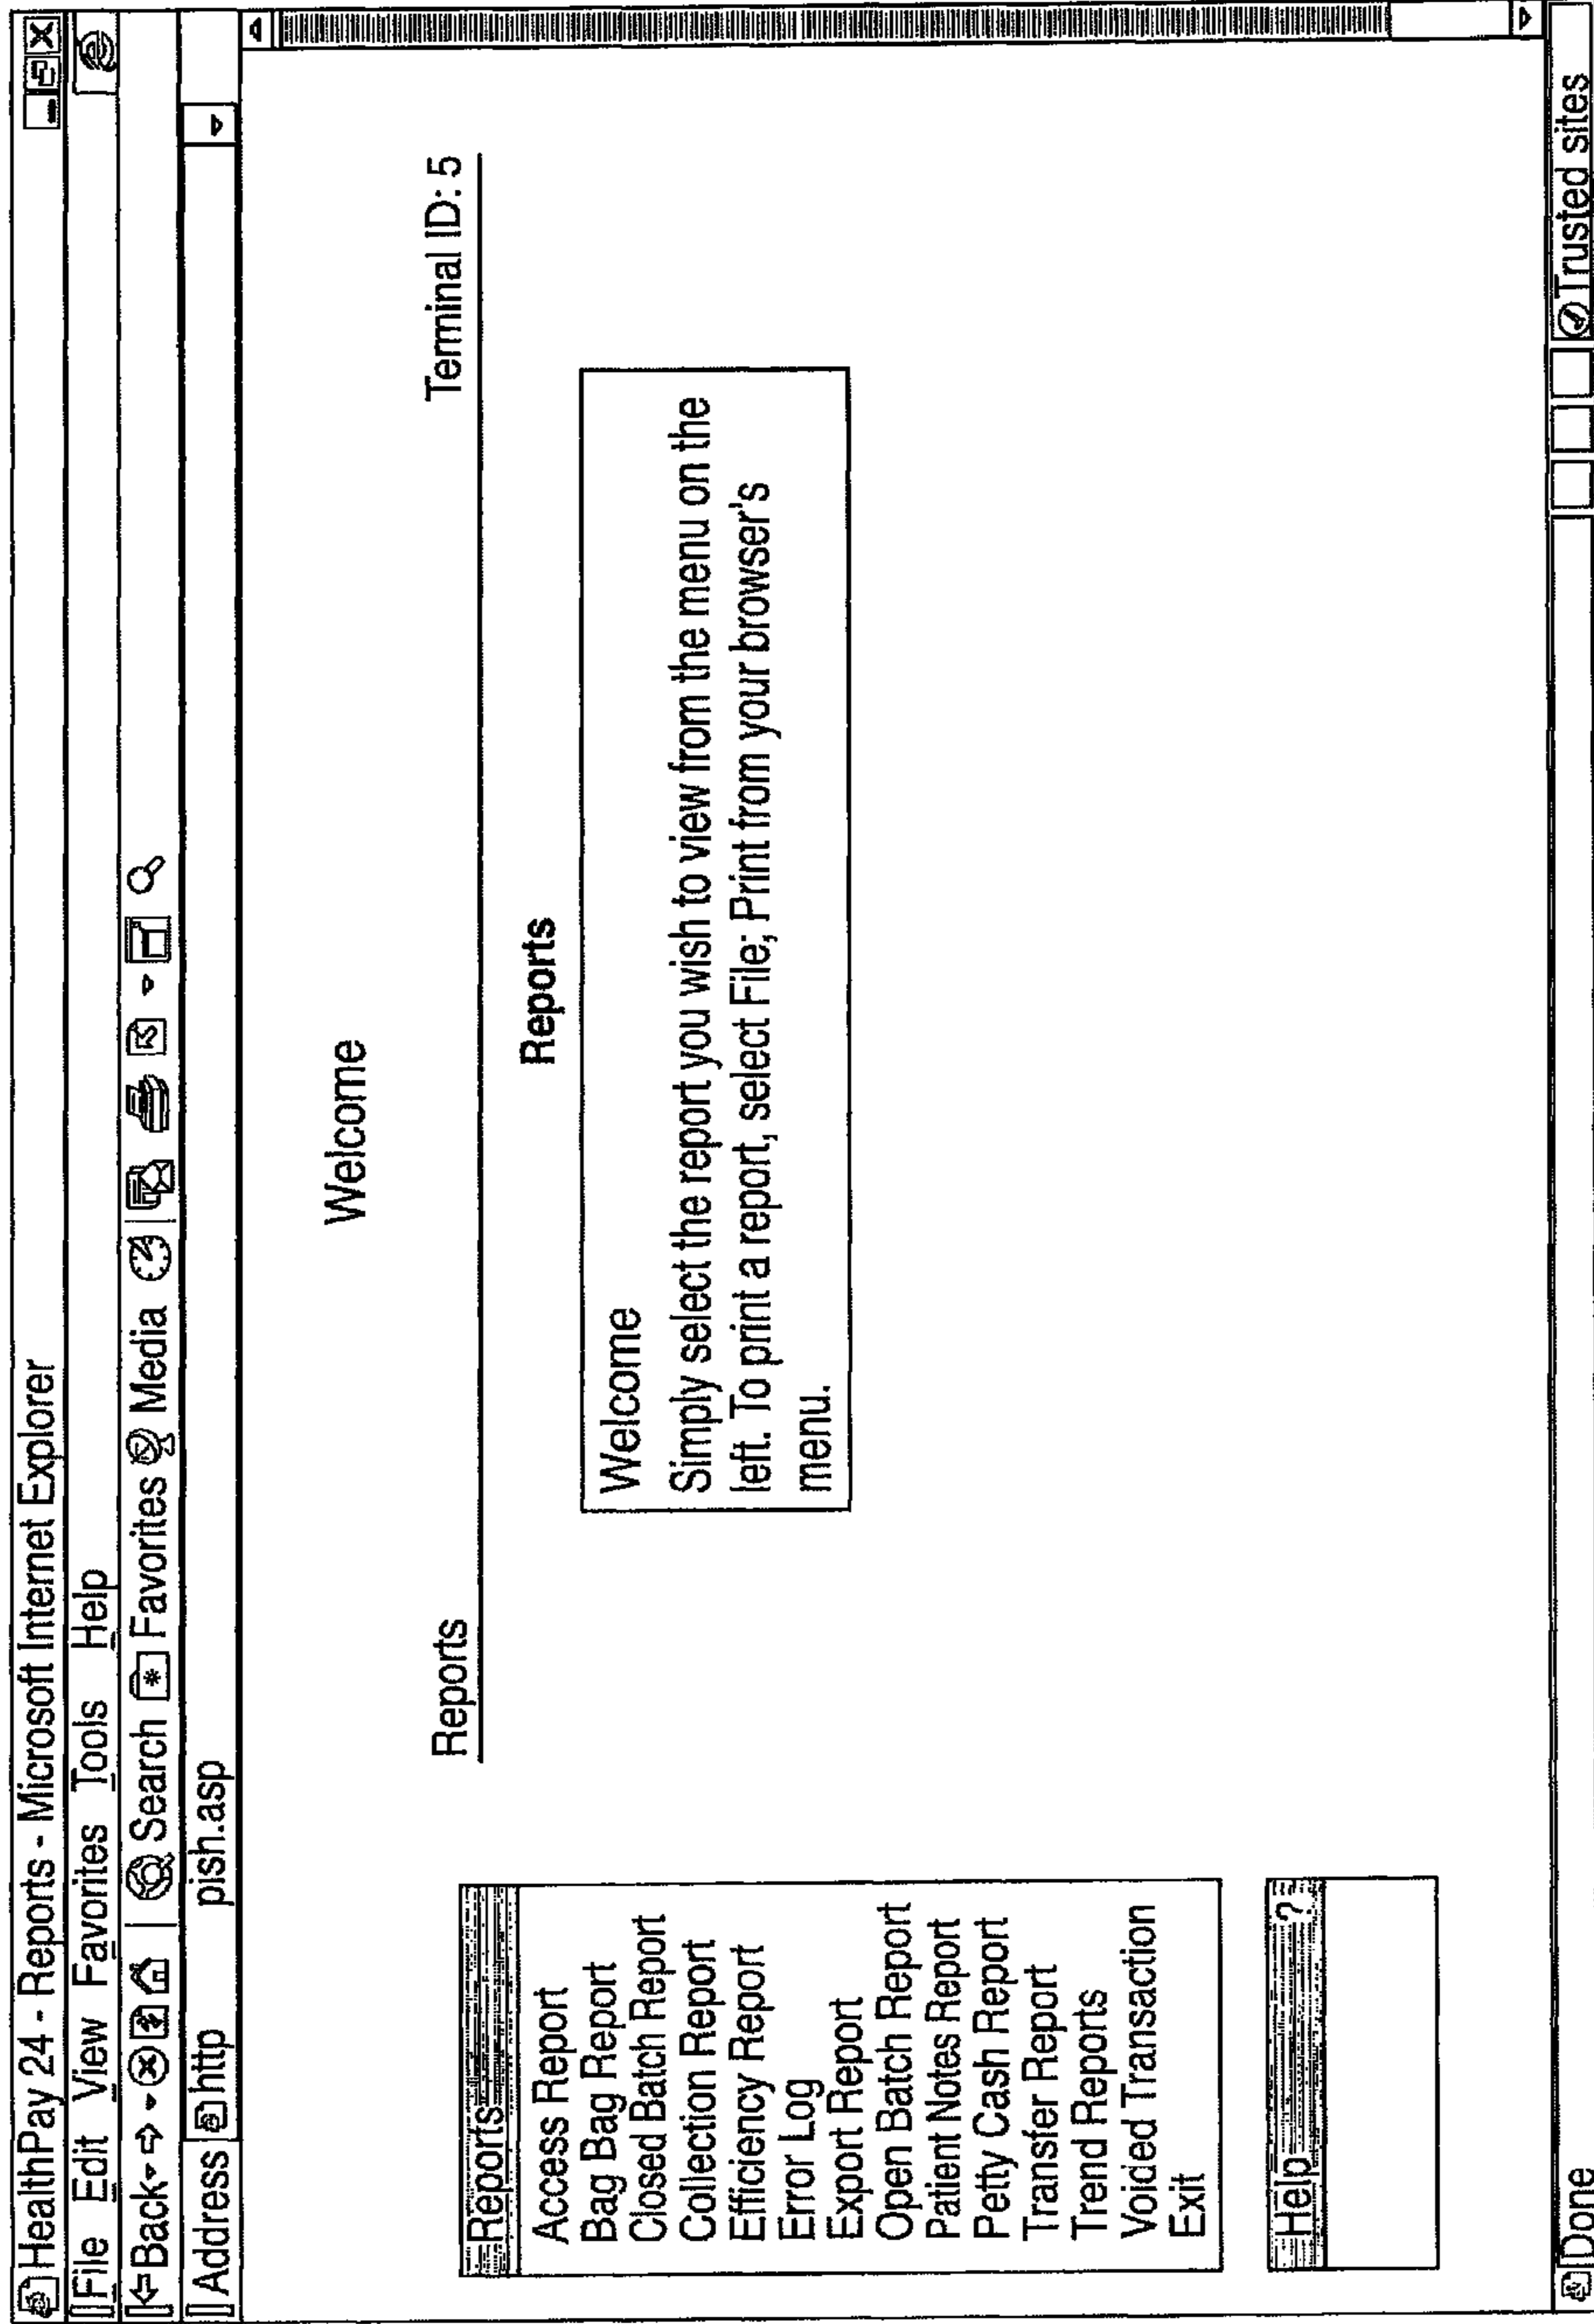 HealthPay 24 - Reports - Microsoft Internet Explorer
File Edit View Favorites Tools Help
Back Search Favorites Media
Address http pish.asp
Welcome
Reports Terminal ID: 5
Reports
Reports
Access Report
Bag Bag Report
Closed Batch Report
Collection Report
Efficiency Report
Error Log
Export Report
Open Batch Report
Patient Notes Report
Petty Cash Report
Transfer Report
Trend Reports
Voided Transaction
Exit
Welcome
Simply select the report you wish to view from the menu on the
left. To print a report, select File; Print from your browser's
menu.
Help ?
Done Trusted sites